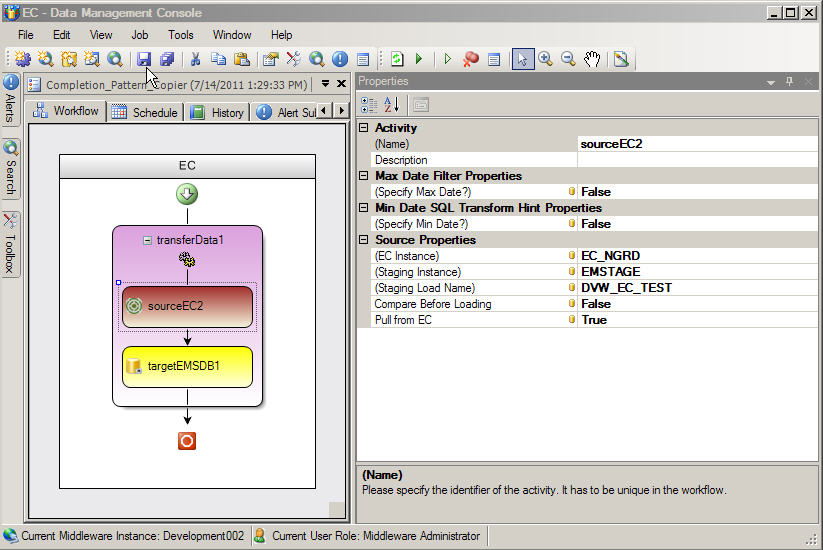 EC - Data Management Console
File Edit View Job Tools Window Help
Alerts
Search
Toolbox
Completion_Pattern_Copier (7/14/2011 1:29:33 PM)
Workflow Schedule History Alert Su
EC
transferData1
sourceEC2
targetEMSDB1
Properties
Activity
(Name) sourceEC2
Description
Max Date Filter Properties
(Specify Max Date?) False
Min Date SQL Transform Hint Properties
(Specify Min Date?) False
Source Properties
(EC Instance) EC_NGRD
(Staging Instance) EMSTAGE
(Staging Load Name) DVW_EC_TEST
Compare Before Loading False
Pull from EC True
(Name)
Please specify the identifier of the activity. It has to be unique in the workflow.
Current Middleware Instance: Development002 Current User Role: Middleware Administrator